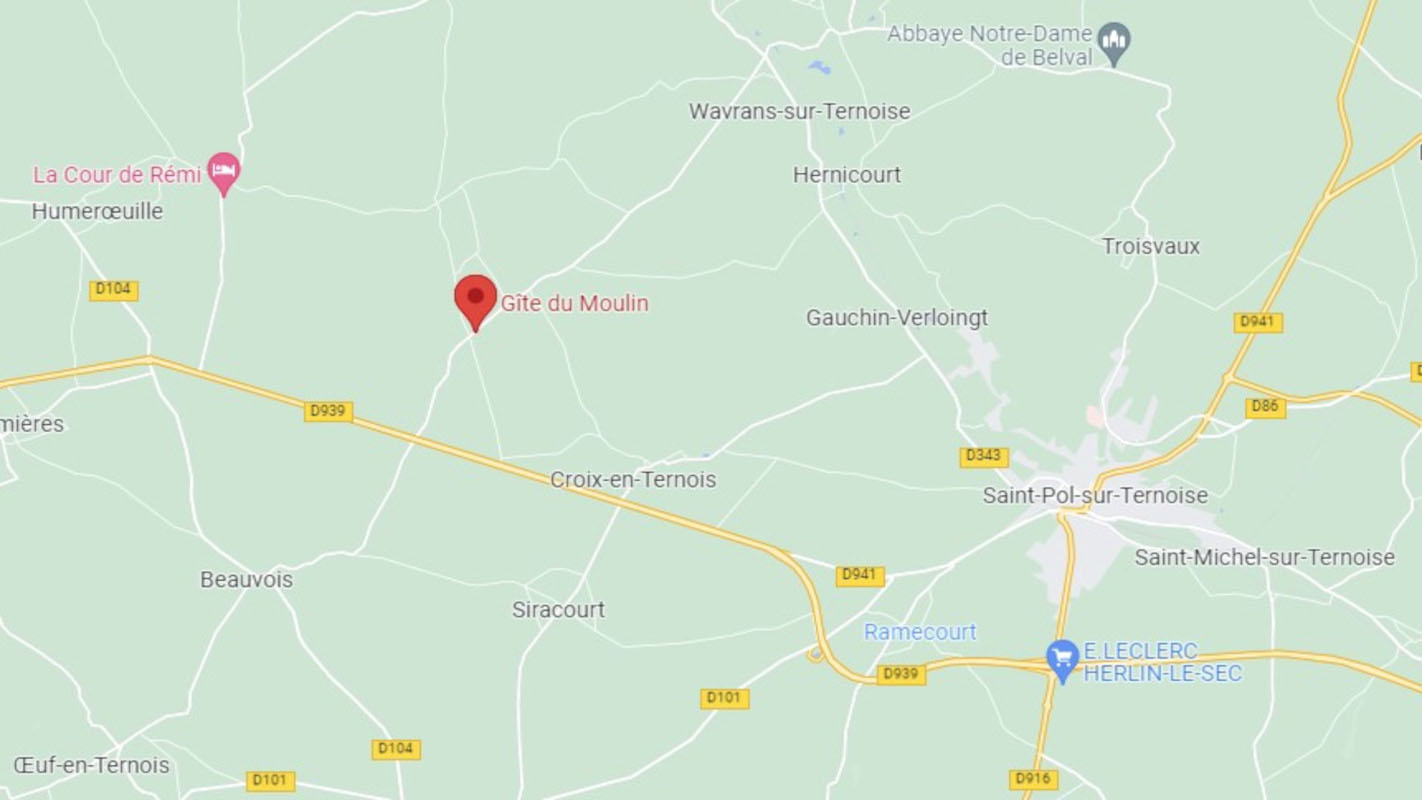 Abbaye Notre-Dame
de Belval
Wavrans-sur-Ternoise
La Cour de Rémi
Hernicourt
Humerœuille
Troisvaux
D104
Gîte du Moulin
Gauchin-Verloingt
D941
D939
D86
mières
D343
Croix-en-Ternois
Saint-Pol-sur-Ternoise
Saint-Michel-sur-Ternoise
Beauvois
D941
Siracourt
Ramecourt
E.LECLERC
HERLIN-LE-SEC
D939
D101
D104
Œuf-en-Ternois
D101
D916